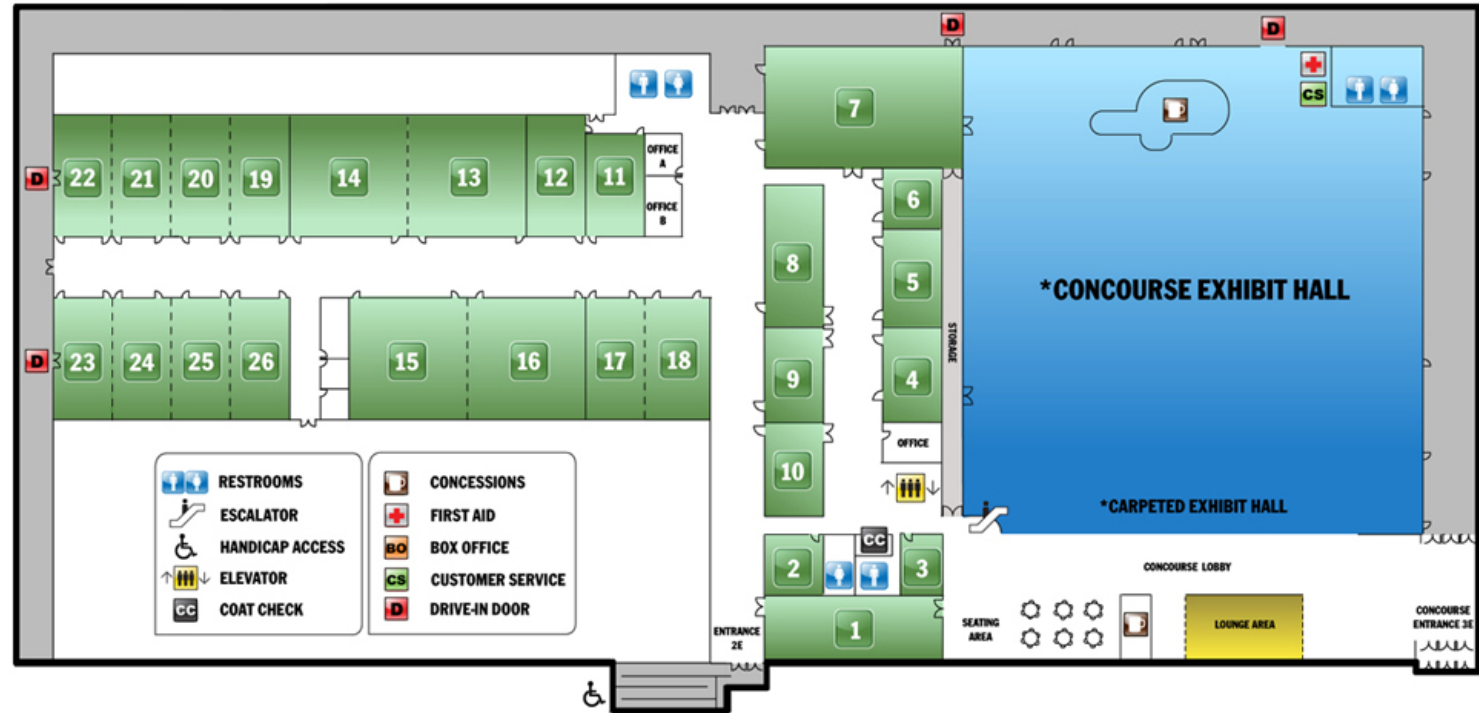 D
D
7
CS
22
21
20
19
14
13
12
11
OFFICE
A
OFFICE
B
D
6
8
5
*CONCOURSE EXHIBIT HALL
STORAGE
D
23
24
25
26
15
16
17
18
9
4
OFFICE
10
*CARPETED EXHIBIT HALL
RESTROOMS
ESCALATOR
HANDICAP ACCESS
ELEVATOR
CC COAT CHECK
CONCESSIONS
FIRST AID
BO BOX OFFICE
CS CUSTOMER SERVICE
D DRIVE-IN DOOR
CC
2
3
CONCOURSE LOBBY
1
ENTRANCE
2E
SEATING
AREA
LOUNGE AREA
CONCOURSE
ENTRANCE 3E